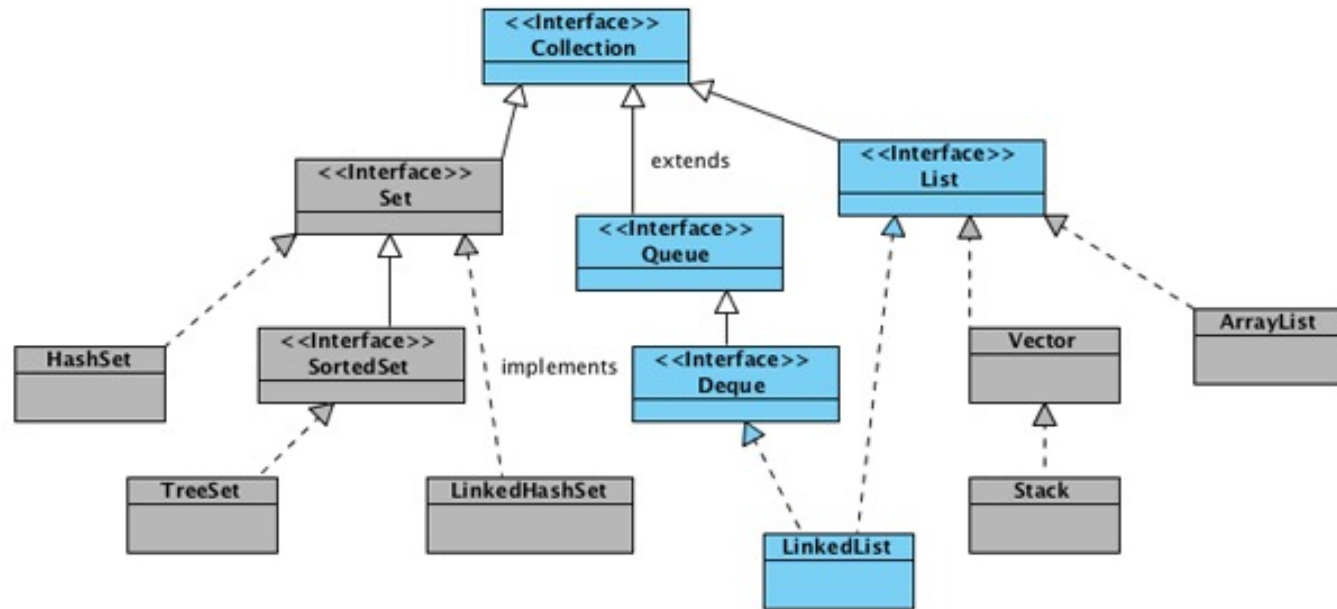 <<Interface>>
Collection
<<Interface>>
Set
extends
<<Interface>>
List
<<Interface>>
Queue
HashSet
<<Interface>>
SortedSet
implements
<<Interface>>
Deque
Vector
ArrayList
TreeSet
LinkedHashSet
LinkedList
Stack